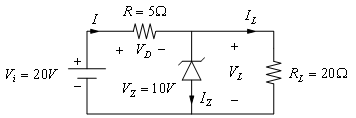 I
R = 5Ω
I_L
+ V_D −
+
V_i = 20V
−
V_Z = 10V
I_Z
+
V_L
−
R_L = 20Ω